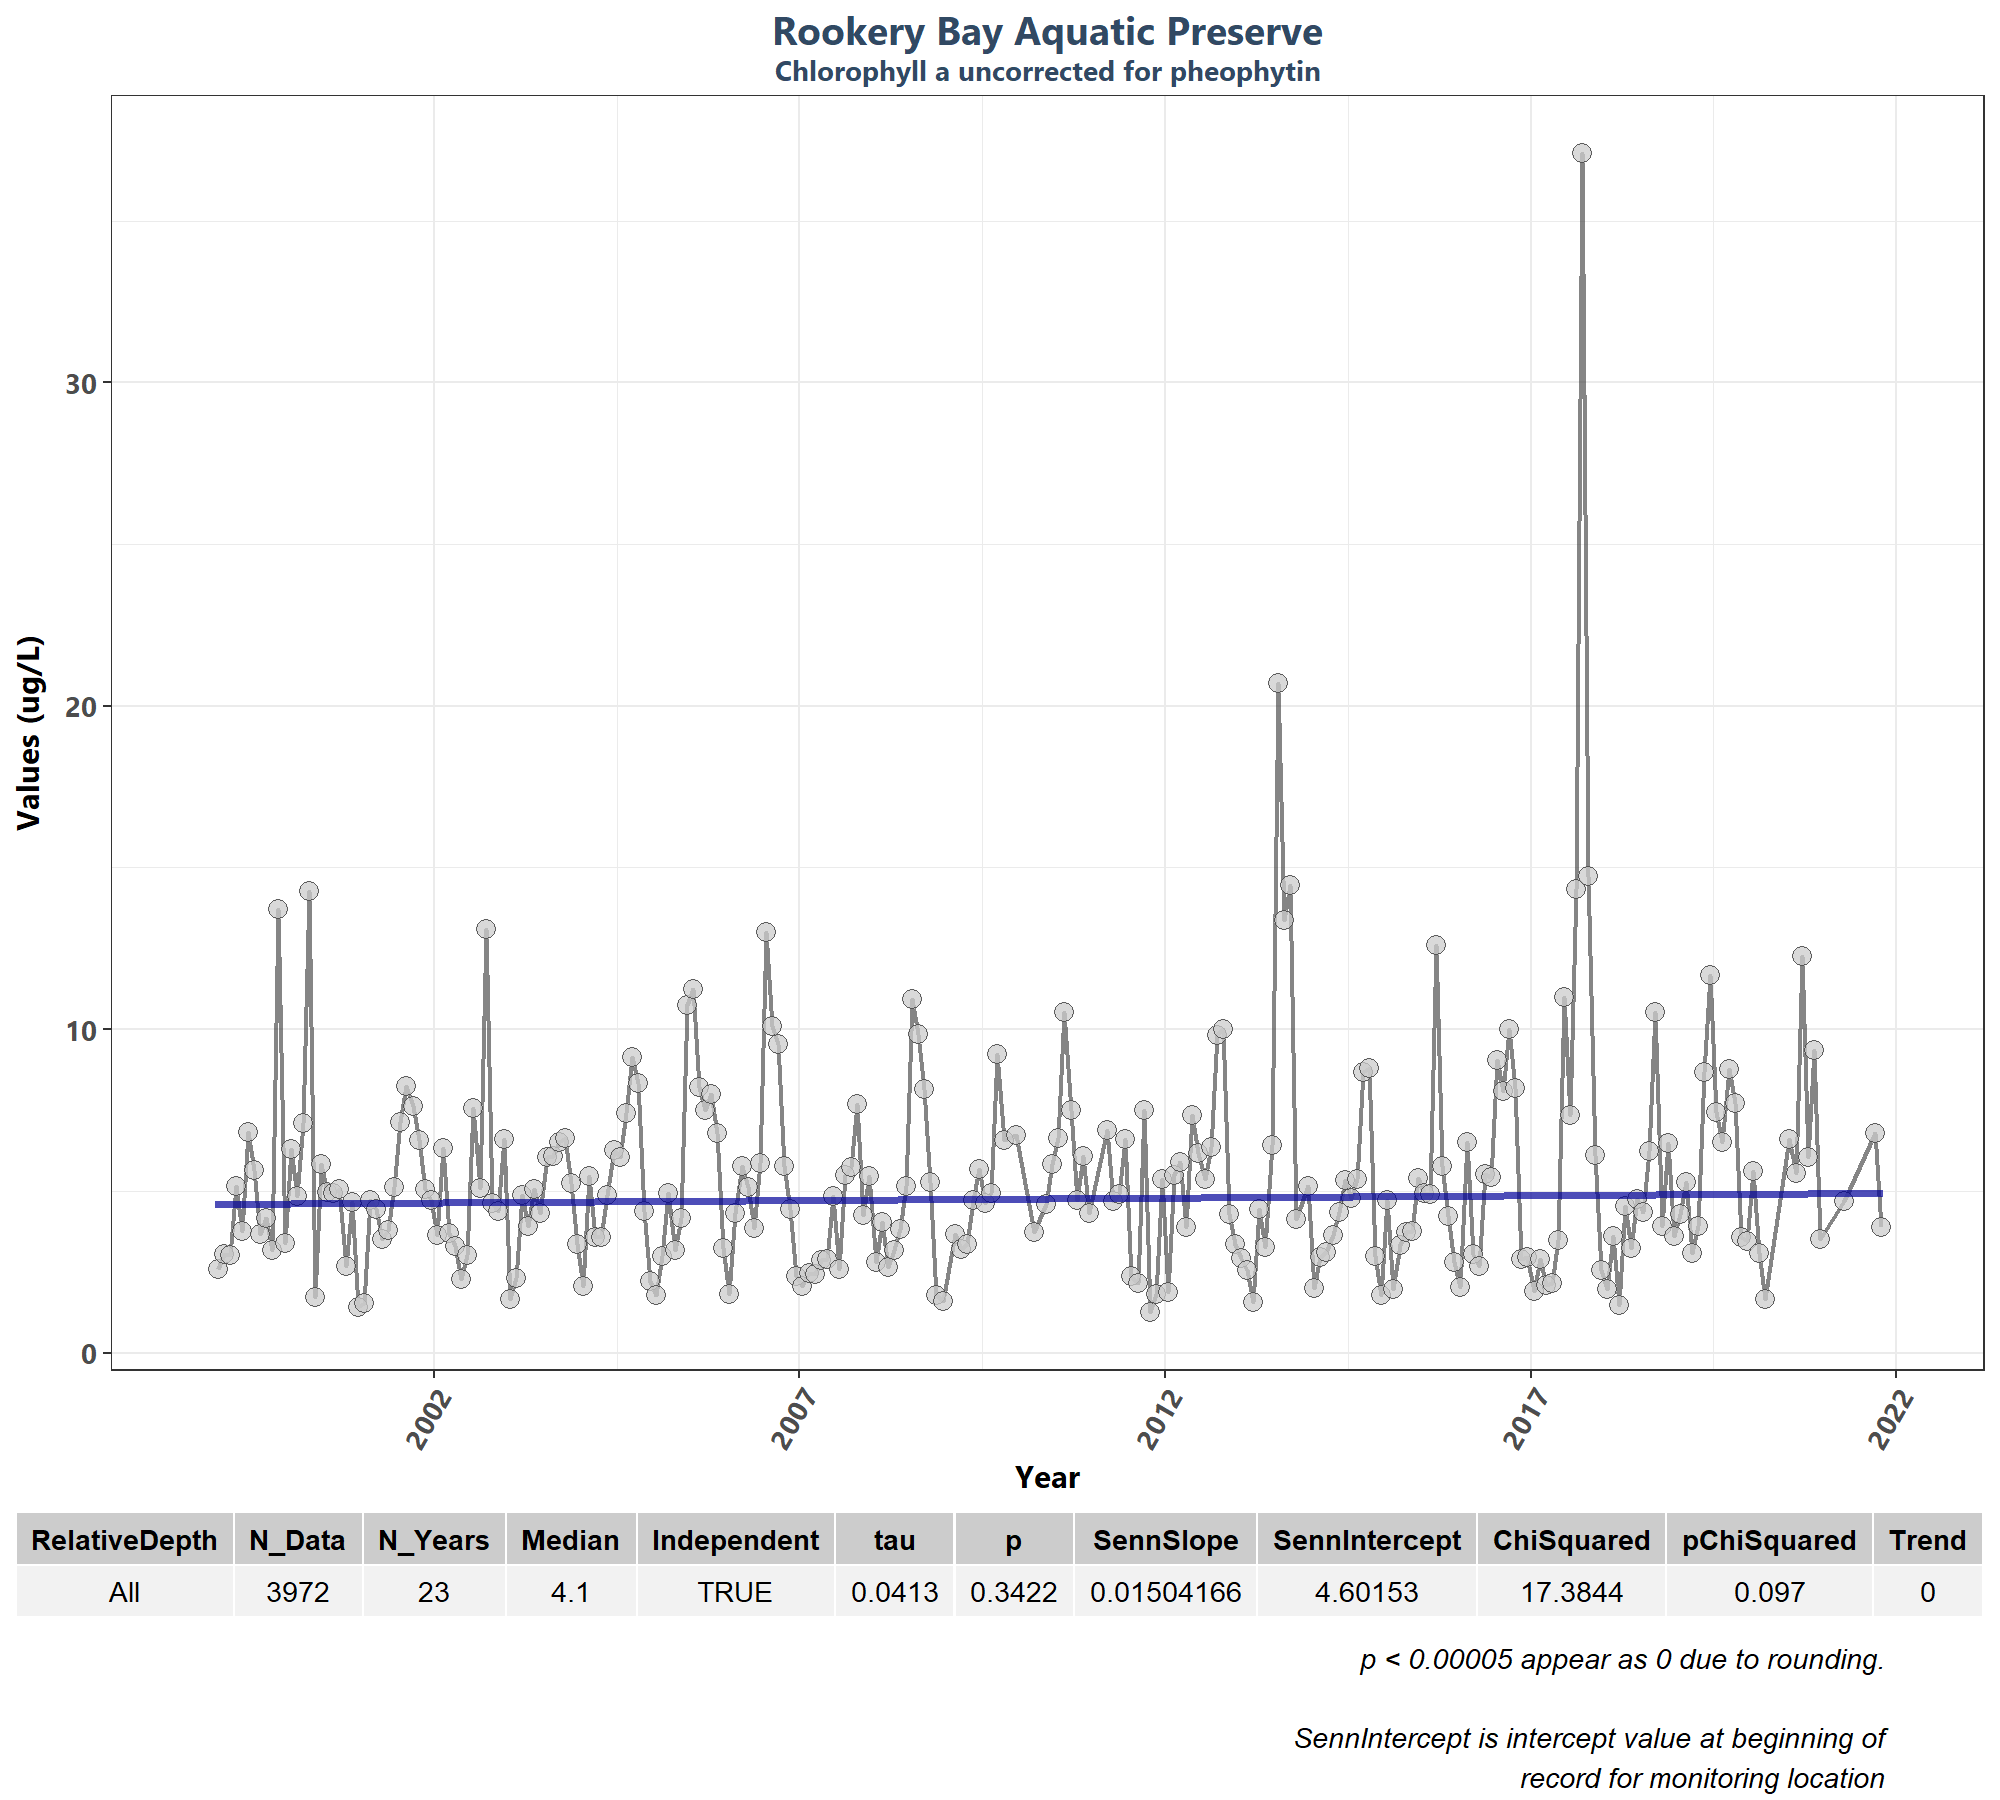 Rookery Bay Aquatic Preserve
Chlorophyll a uncorrected for pheophytin
Values (ug/L)
30
20
10
0
2002 2007 2012 2017 2022
Year
RelativeDepth N_Data N_Years Median Independent tau p SennSlope SennIntercept ChiSquared pChiSquared Trend
All 3972 23 4.1 TRUE 0.0413 0.3422 0.01504166 4.60153 17.3844 0.097 0
p < 0.00005 appear as 0 due to rounding.
SennIntercept is intercept value at beginning of
record for monitoring location